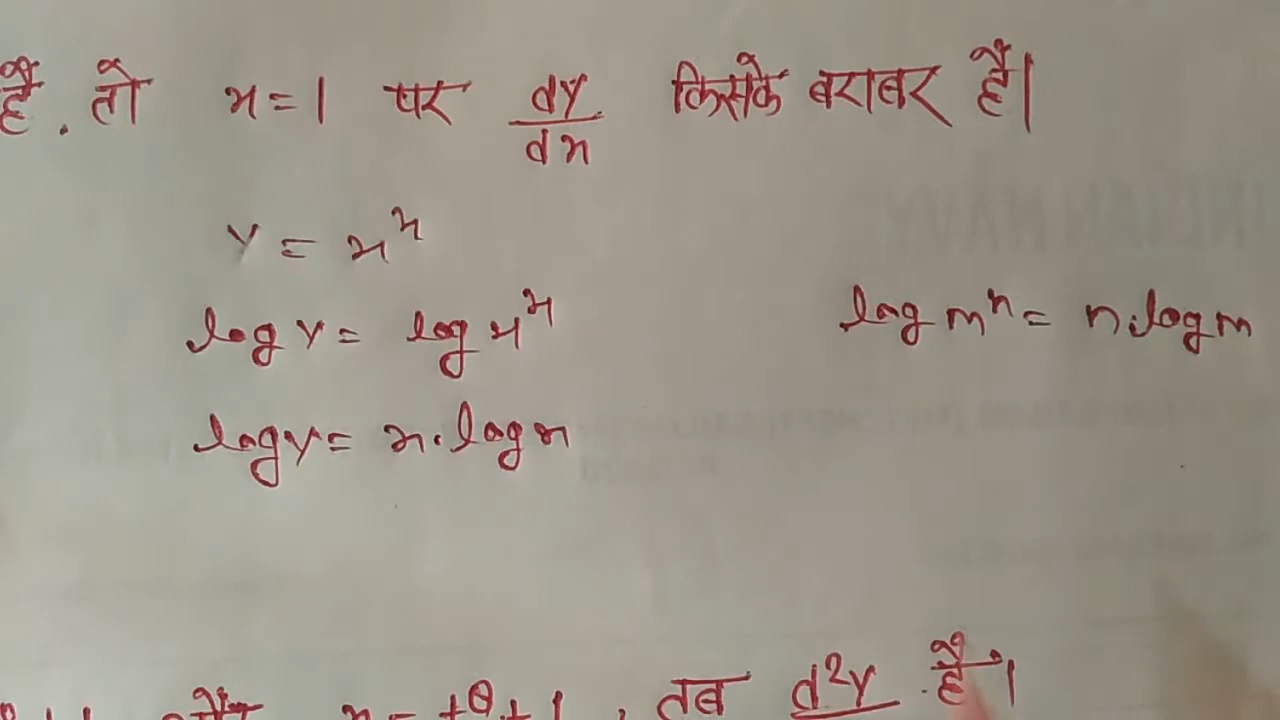 है. तो x = 1 पर dy/dx किसके बराबर है।
y = x^x
log y = log x^x
log m^n = n.log m
log y = x.log x
, तब d²y है।